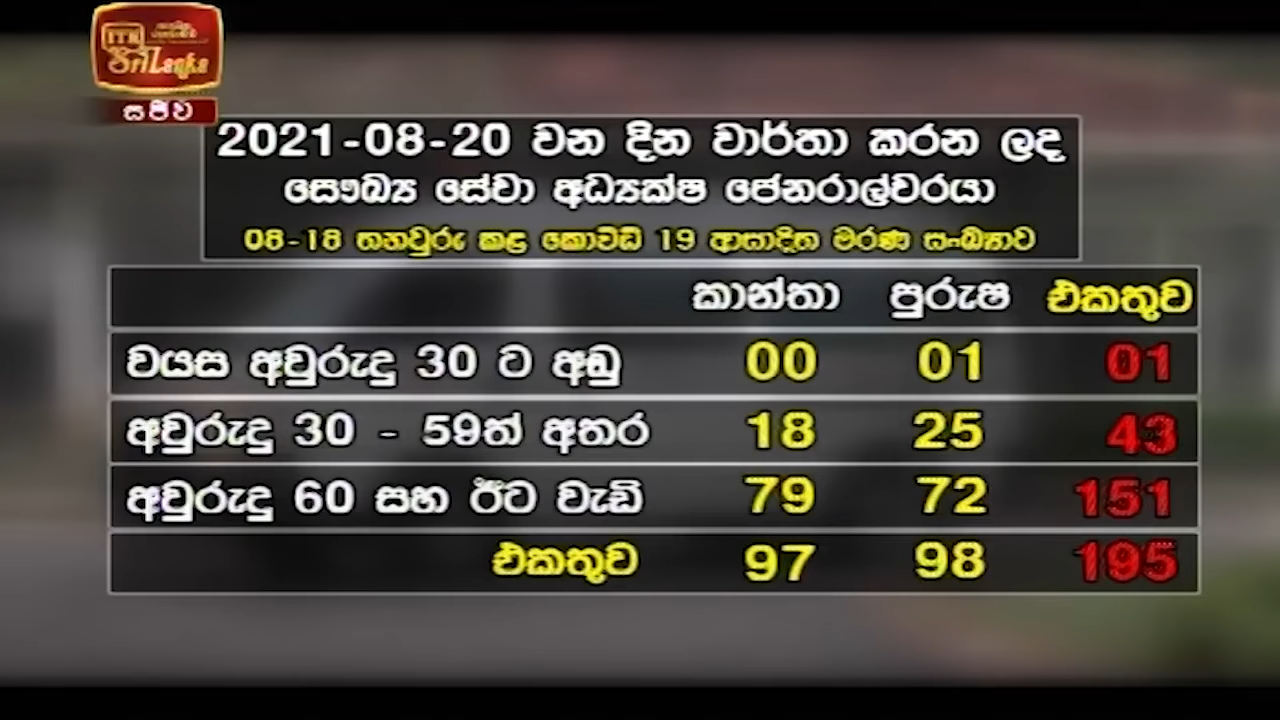 ITN
Sri Lanka
සජීව
2021-08-20 වන දින වාර්තා කරන ලද
සෞඛ්‍ය සේවා අධ්‍යක්ෂ ජෙනරාල්වරයා
08-18 තහවුරු කළ කොවිඩ් 19 ආසාදිත මරණ සංඛ්‍යාව
කාන්තා පුරුෂ එකතුව
වයස අවුරුදු 30 ට අඩු 00 01 01
අවුරුදු 30 - 59ත් අතර 18 25 43
අවුරුදු 60 සහ ඊට වැඩි 79 72 151
එකතුව 97 98 195